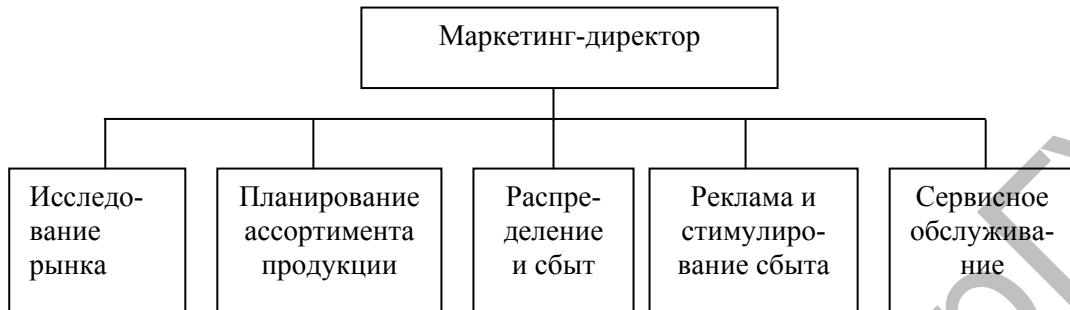 Маркетинг-директор
Исследо-
вание
рынка
Планирование
ассортимента
продукции
Распре-
деление
и сбыт
Реклама и
стимулиро-
вание сбыта
Сервисное
обслужива-
ние